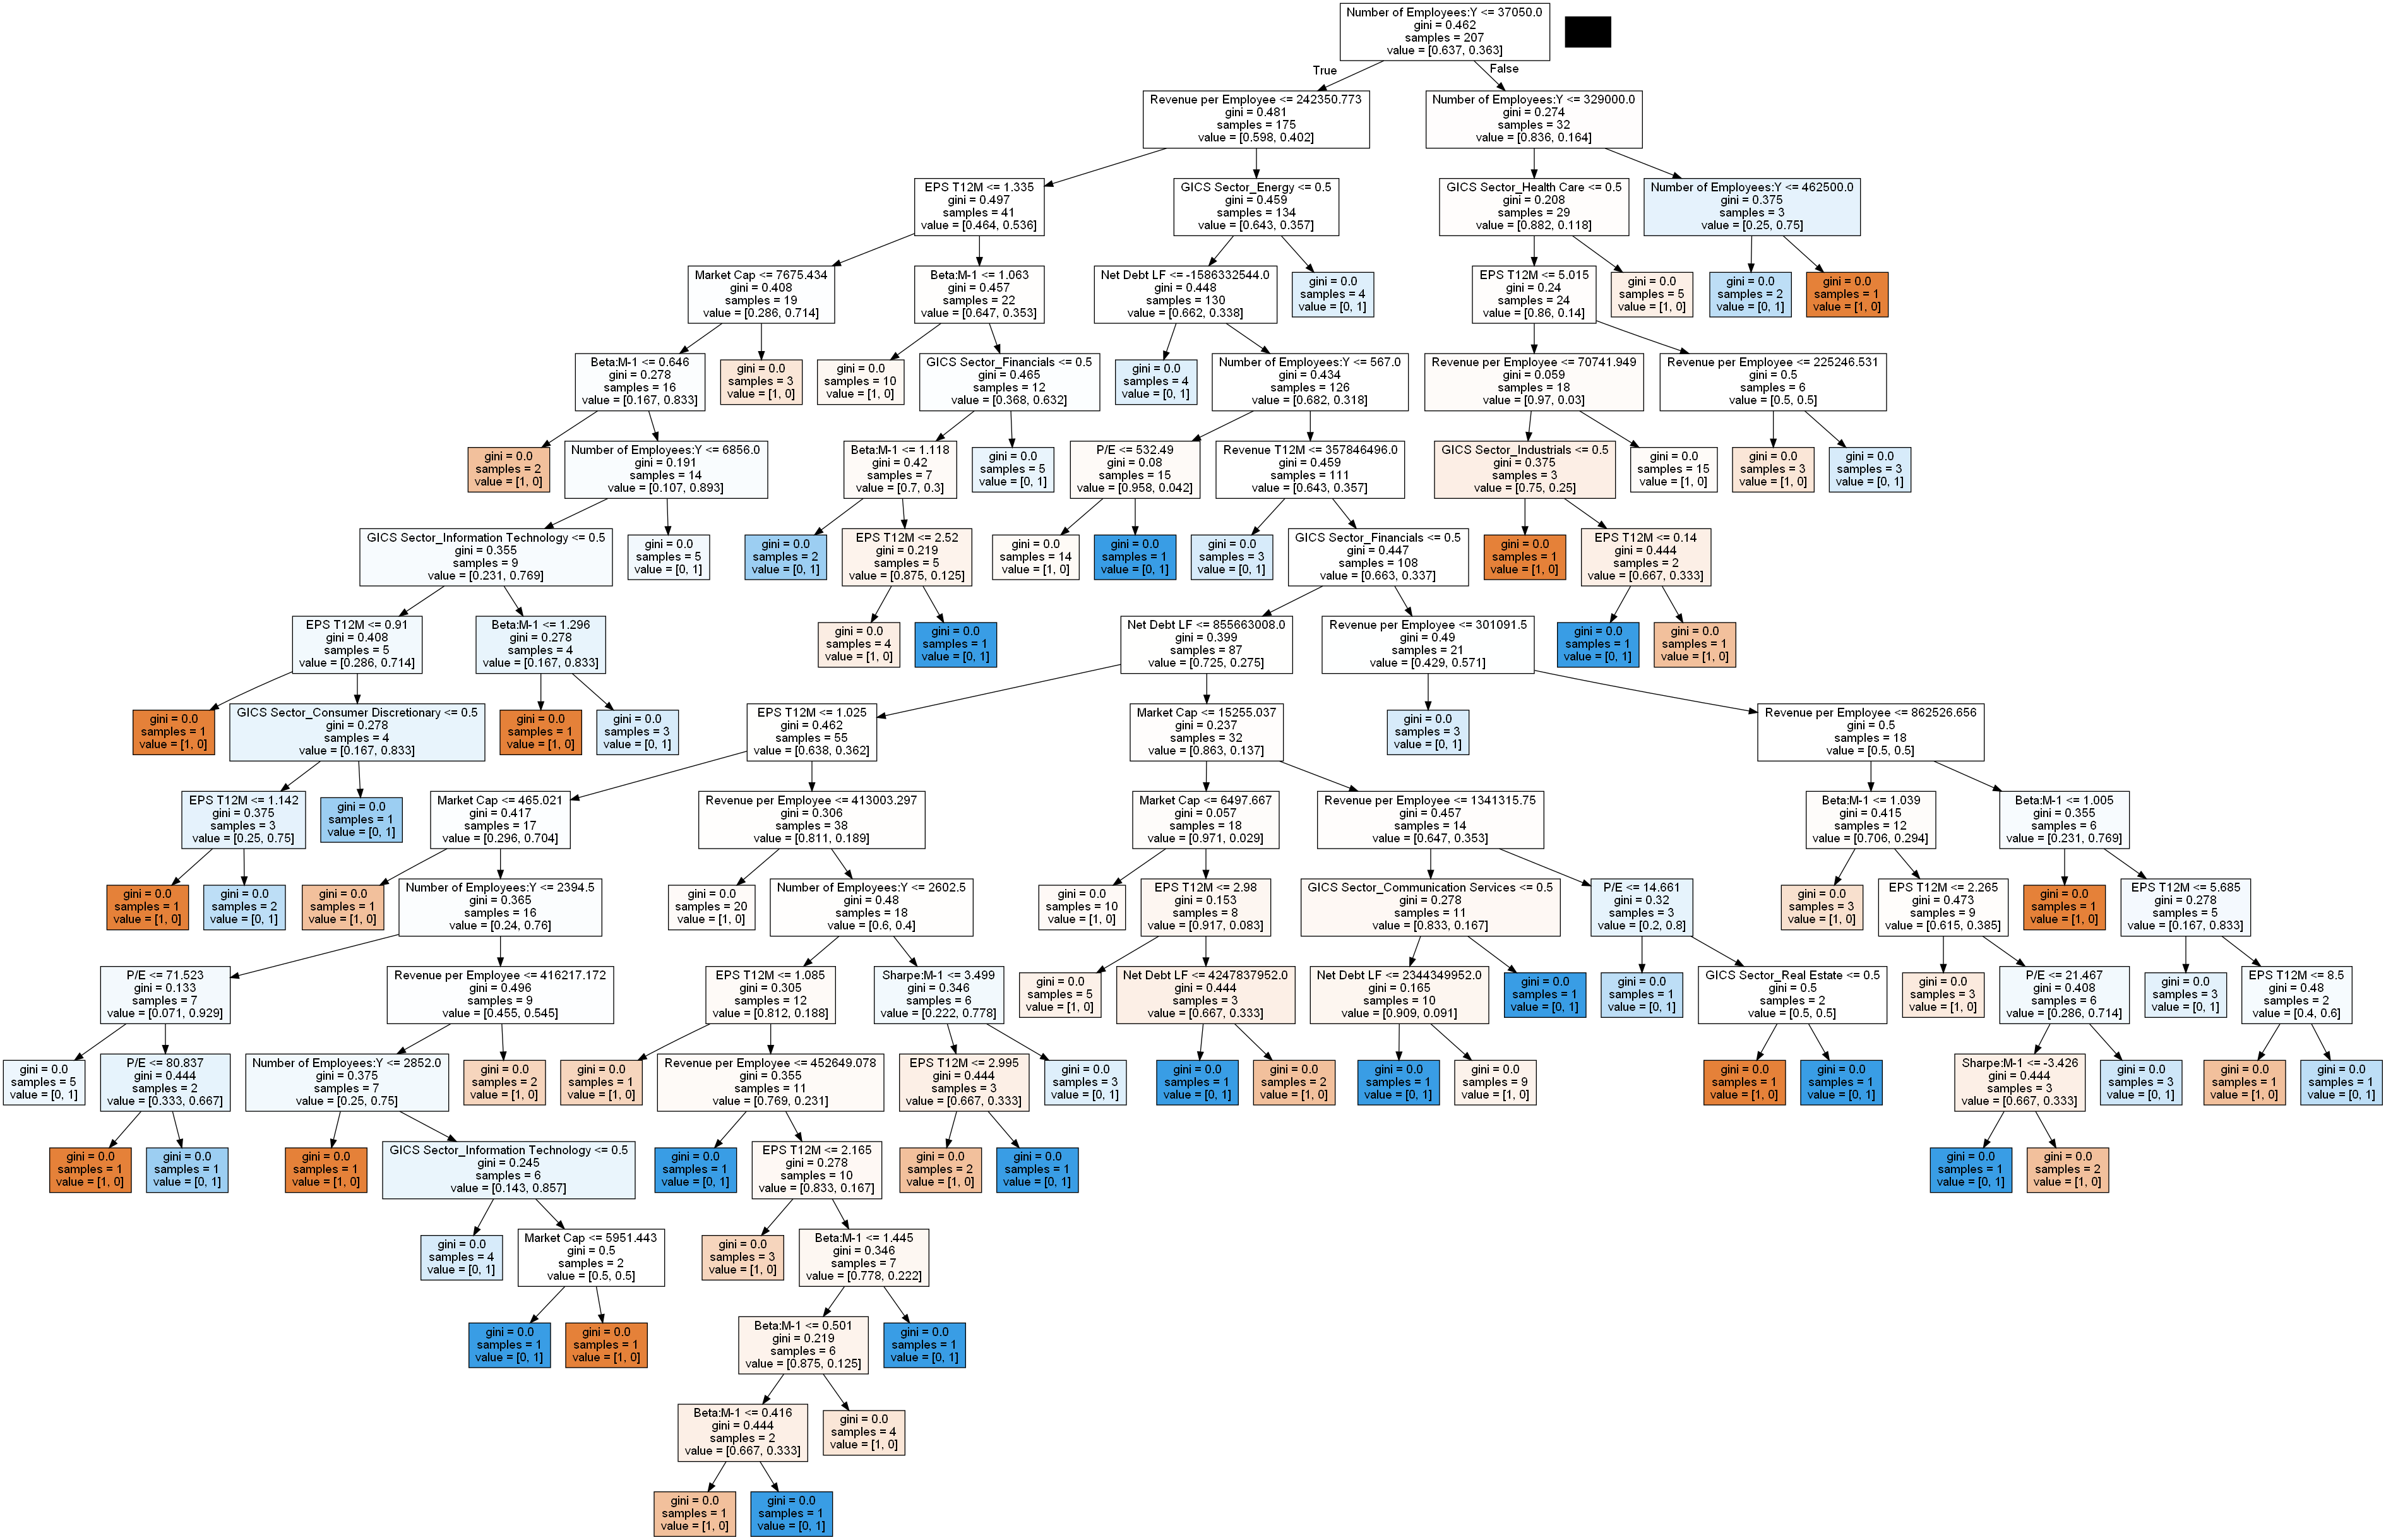 Number of Employees:Y <= 37050.0
gini = 0.462
samples = 207
value = [0.637, 0.363]
True
False
Revenue per Employee <= 242350.773
gini = 0.481
samples = 175
value = [0.598, 0.402]
Number of Employees:Y <= 329000.0
gini = 0.274
samples = 32
value = [0.836, 0.164]
EPS T12M <= 1.335
gini = 0.497
samples = 41
value = [0.464, 0.536]
GICS Sector_Energy <= 0.5
gini = 0.459
samples = 134
value = [0.643, 0.357]
GICS Sector_Health Care <= 0.5
gini = 0.208
samples = 29
value = [0.882, 0.118]
Number of Employees:Y <= 462500.0
gini = 0.375
samples = 3
value = [0.25, 0.75]
Market Cap <= 7675.434
gini = 0.408
samples = 19
value = [0.286, 0.714]
Beta:M-1 <= 1.063
gini = 0.457
samples = 22
value = [0.647, 0.353]
Net Debt LF <= -1586332544.0
gini = 0.448
samples = 130
value = [0.662, 0.338]
gini = 0.0
samples = 4
value = [0, 1]
EPS T12M <= 5.015
gini = 0.24
samples = 24
value = [0.86, 0.14]
gini = 0.0
samples = 5
value = [1, 0]
gini = 0.0
samples = 2
value = [0, 1]
gini = 0.0
samples = 1
value = [1, 0]
Beta:M-1 <= 0.646
gini = 0.278
samples = 16
value = [0.167, 0.833]
gini = 0.0
samples = 3
value = [1, 0]
gini = 0.0
samples = 10
value = [1, 0]
GICS Sector_Financials <= 0.5
gini = 0.465
samples = 12
value = [0.368, 0.632]
gini = 0.0
samples = 4
value = [0, 1]
Number of Employees:Y <= 567.0
gini = 0.434
samples = 126
value = [0.682, 0.318]
Revenue per Employee <= 70741.949
gini = 0.059
samples = 18
value = [0.97, 0.03]
Revenue per Employee <= 225246.531
gini = 0.5
samples = 6
value = [0.5, 0.5]
gini = 0.0
samples = 2
value = [1, 0]
Number of Employees:Y <= 6856.0
gini = 0.191
samples = 14
value = [0.107, 0.893]
Beta:M-1 <= 1.118
gini = 0.42
samples = 7
value = [0.7, 0.3]
gini = 0.0
samples = 5
value = [0, 1]
P/E <= 532.49
gini = 0.08
samples = 15
value = [0.958, 0.042]
Revenue T12M <= 357846496.0
gini = 0.459
samples = 111
value = [0.643, 0.357]
GICS Sector_Industrials <= 0.5
gini = 0.375
samples = 3
value = [0.75, 0.25]
gini = 0.0
samples = 15
value = [1, 0]
gini = 0.0
samples = 3
value = [1, 0]
gini = 0.0
samples = 3
value = [0, 1]
GICS Sector_Information Technology <= 0.5
gini = 0.355
samples = 9
value = [0.231, 0.769]
gini = 0.0
samples = 5
value = [0, 1]
gini = 0.0
samples = 2
value = [0, 1]
EPS T12M <= 2.52
gini = 0.219
samples = 5
value = [0.875, 0.125]
gini = 0.0
samples = 14
value = [1, 0]
gini = 0.0
samples = 1
value = [0, 1]
gini = 0.0
samples = 3
value = [0, 1]
GICS Sector_Financials <= 0.5
gini = 0.447
samples = 108
value = [0.663, 0.337]
gini = 0.0
samples = 1
value = [1, 0]
EPS T12M <= 0.14
gini = 0.444
samples = 2
value = [0.667, 0.333]
EPS T12M <= 0.91
gini = 0.408
samples = 5
value = [0.286, 0.714]
Beta:M-1 <= 1.296
gini = 0.278
samples = 4
value = [0.167, 0.833]
gini = 0.0
samples = 4
value = [1, 0]
gini = 0.0
samples = 1
value = [0, 1]
Net Debt LF <= 855663008.0
gini = 0.399
samples = 87
value = [0.725, 0.275]
Revenue per Employee <= 301091.5
gini = 0.49
samples = 21
value = [0.429, 0.571]
gini = 0.0
samples = 1
value = [0, 1]
gini = 0.0
samples = 1
value = [1, 0]
gini = 0.0
samples = 1
value = [1, 0]
GICS Sector_Consumer Discretionary <= 0.5
gini = 0.278
samples = 4
value = [0.167, 0.833]
gini = 0.0
samples = 1
value = [1, 0]
gini = 0.0
samples = 3
value = [0, 1]
EPS T12M <= 1.025
gini = 0.462
samples = 55
value = [0.638, 0.362]
Market Cap <= 15255.037
gini = 0.237
samples = 32
value = [0.863, 0.137]
gini = 0.0
samples = 3
value = [0, 1]
Revenue per Employee <= 862526.656
gini = 0.5
samples = 18
value = [0.5, 0.5]
EPS T12M <= 1.142
gini = 0.375
samples = 3
value = [0.25, 0.75]
gini = 0.0
samples = 1
value = [0, 1]
Market Cap <= 465.021
gini = 0.417
samples = 17
value = [0.296, 0.704]
Revenue per Employee <= 413003.297
gini = 0.306
samples = 38
value = [0.811, 0.189]
Market Cap <= 6497.667
gini = 0.057
samples = 18
value = [0.971, 0.029]
Revenue per Employee <= 1341315.75
gini = 0.457
samples = 14
value = [0.647, 0.353]
Beta:M-1 <= 1.039
gini = 0.415
samples = 12
value = [0.706, 0.294]
Beta:M-1 <= 1.005
gini = 0.355
samples = 6
value = [0.231, 0.769]
gini = 0.0
samples = 1
value = [1, 0]
gini = 0.0
samples = 2
value = [0, 1]
gini = 0.0
samples = 1
value = [1, 0]
Number of Employees:Y <= 2394.5
gini = 0.365
samples = 16
value = [0.24, 0.76]
gini = 0.0
samples = 20
value = [1, 0]
Number of Employees:Y <= 2602.5
gini = 0.48
samples = 18
value = [0.6, 0.4]
gini = 0.0
samples = 10
value = [1, 0]
EPS T12M <= 2.98
gini = 0.153
samples = 8
value = [0.917, 0.083]
GICS Sector_Communication Services <= 0.5
gini = 0.278
samples = 11
value = [0.833, 0.167]
P/E <= 14.661
gini = 0.32
samples = 3
value = [0.2, 0.8]
gini = 0.0
samples = 3
value = [1, 0]
EPS T12M <= 2.265
gini = 0.473
samples = 9
value = [0.615, 0.385]
gini = 0.0
samples = 1
value = [1, 0]
EPS T12M <= 5.685
gini = 0.278
samples = 5
value = [0.167, 0.833]
P/E <= 71.523
gini = 0.133
samples = 7
value = [0.071, 0.929]
Revenue per Employee <= 416217.172
gini = 0.496
samples = 9
value = [0.455, 0.545]
EPS T12M <= 1.085
gini = 0.305
samples = 12
value = [0.812, 0.188]
Sharpe:M-1 <= 3.499
gini = 0.346
samples = 6
value = [0.222, 0.778]
gini = 0.0
samples = 5
value = [1, 0]
Net Debt LF <= 4247837952.0
gini = 0.444
samples = 3
value = [0.667, 0.333]
Net Debt LF <= 2344349952.0
gini = 0.165
samples = 10
value = [0.909, 0.091]
gini = 0.0
samples = 1
value = [0, 1]
gini = 0.0
samples = 1
value = [0, 1]
GICS Sector_Real Estate <= 0.5
gini = 0.5
samples = 2
value = [0.5, 0.5]
gini = 0.0
samples = 3
value = [1, 0]
P/E <= 21.467
gini = 0.408
samples = 6
value = [0.286, 0.714]
gini = 0.0
samples = 3
value = [0, 1]
EPS T12M <= 8.5
gini = 0.48
samples = 2
value = [0.4, 0.6]
gini = 0.0
samples = 5
value = [0, 1]
P/E <= 80.837
gini = 0.444
samples = 2
value = [0.333, 0.667]
Number of Employees:Y <= 2852.0
gini = 0.375
samples = 7
value = [0.25, 0.75]
gini = 0.0
samples = 2
value = [1, 0]
gini = 0.0
samples = 1
value = [1, 0]
Revenue per Employee <= 452649.078
gini = 0.355
samples = 11
value = [0.769, 0.231]
EPS T12M <= 2.995
gini = 0.444
samples = 3
value = [0.667, 0.333]
gini = 0.0
samples = 3
value = [0, 1]
gini = 0.0
samples = 1
value = [0, 1]
gini = 0.0
samples = 2
value = [1, 0]
gini = 0.0
samples = 1
value = [0, 1]
gini = 0.0
samples = 9
value = [1, 0]
gini = 0.0
samples = 1
value = [1, 0]
gini = 0.0
samples = 1
value = [0, 1]
Sharpe:M-1 <= -3.426
gini = 0.444
samples = 3
value = [0.667, 0.333]
gini = 0.0
samples = 3
value = [0, 1]
gini = 0.0
samples = 1
value = [1, 0]
gini = 0.0
samples = 1
value = [0, 1]
gini = 0.0
samples = 1
value = [1, 0]
gini = 0.0
samples = 1
value = [0, 1]
gini = 0.0
samples = 1
value = [1, 0]
GICS Sector_Information Technology <= 0.5
gini = 0.245
samples = 6
value = [0.143, 0.857]
gini = 0.0
samples = 1
value = [0, 1]
EPS T12M <= 2.165
gini = 0.278
samples = 10
value = [0.833, 0.167]
gini = 0.0
samples = 2
value = [1, 0]
gini = 0.0
samples = 1
value = [0, 1]
gini = 0.0
samples = 1
value = [0, 1]
gini = 0.0
samples = 2
value = [1, 0]
gini = 0.0
samples = 4
value = [0, 1]
Market Cap <= 5951.443
gini = 0.5
samples = 2
value = [0.5, 0.5]
gini = 0.0
samples = 3
value = [1, 0]
Beta:M-1 <= 1.445
gini = 0.346
samples = 7
value = [0.778, 0.222]
gini = 0.0
samples = 1
value = [0, 1]
gini = 0.0
samples = 1
value = [1, 0]
Beta:M-1 <= 0.501
gini = 0.219
samples = 6
value = [0.875, 0.125]
gini = 0.0
samples = 1
value = [0, 1]
Beta:M-1 <= 0.416
gini = 0.444
samples = 2
value = [0.667, 0.333]
gini = 0.0
samples = 4
value = [1, 0]
gini = 0.0
samples = 1
value = [1, 0]
gini = 0.0
samples = 1
value = [0, 1]